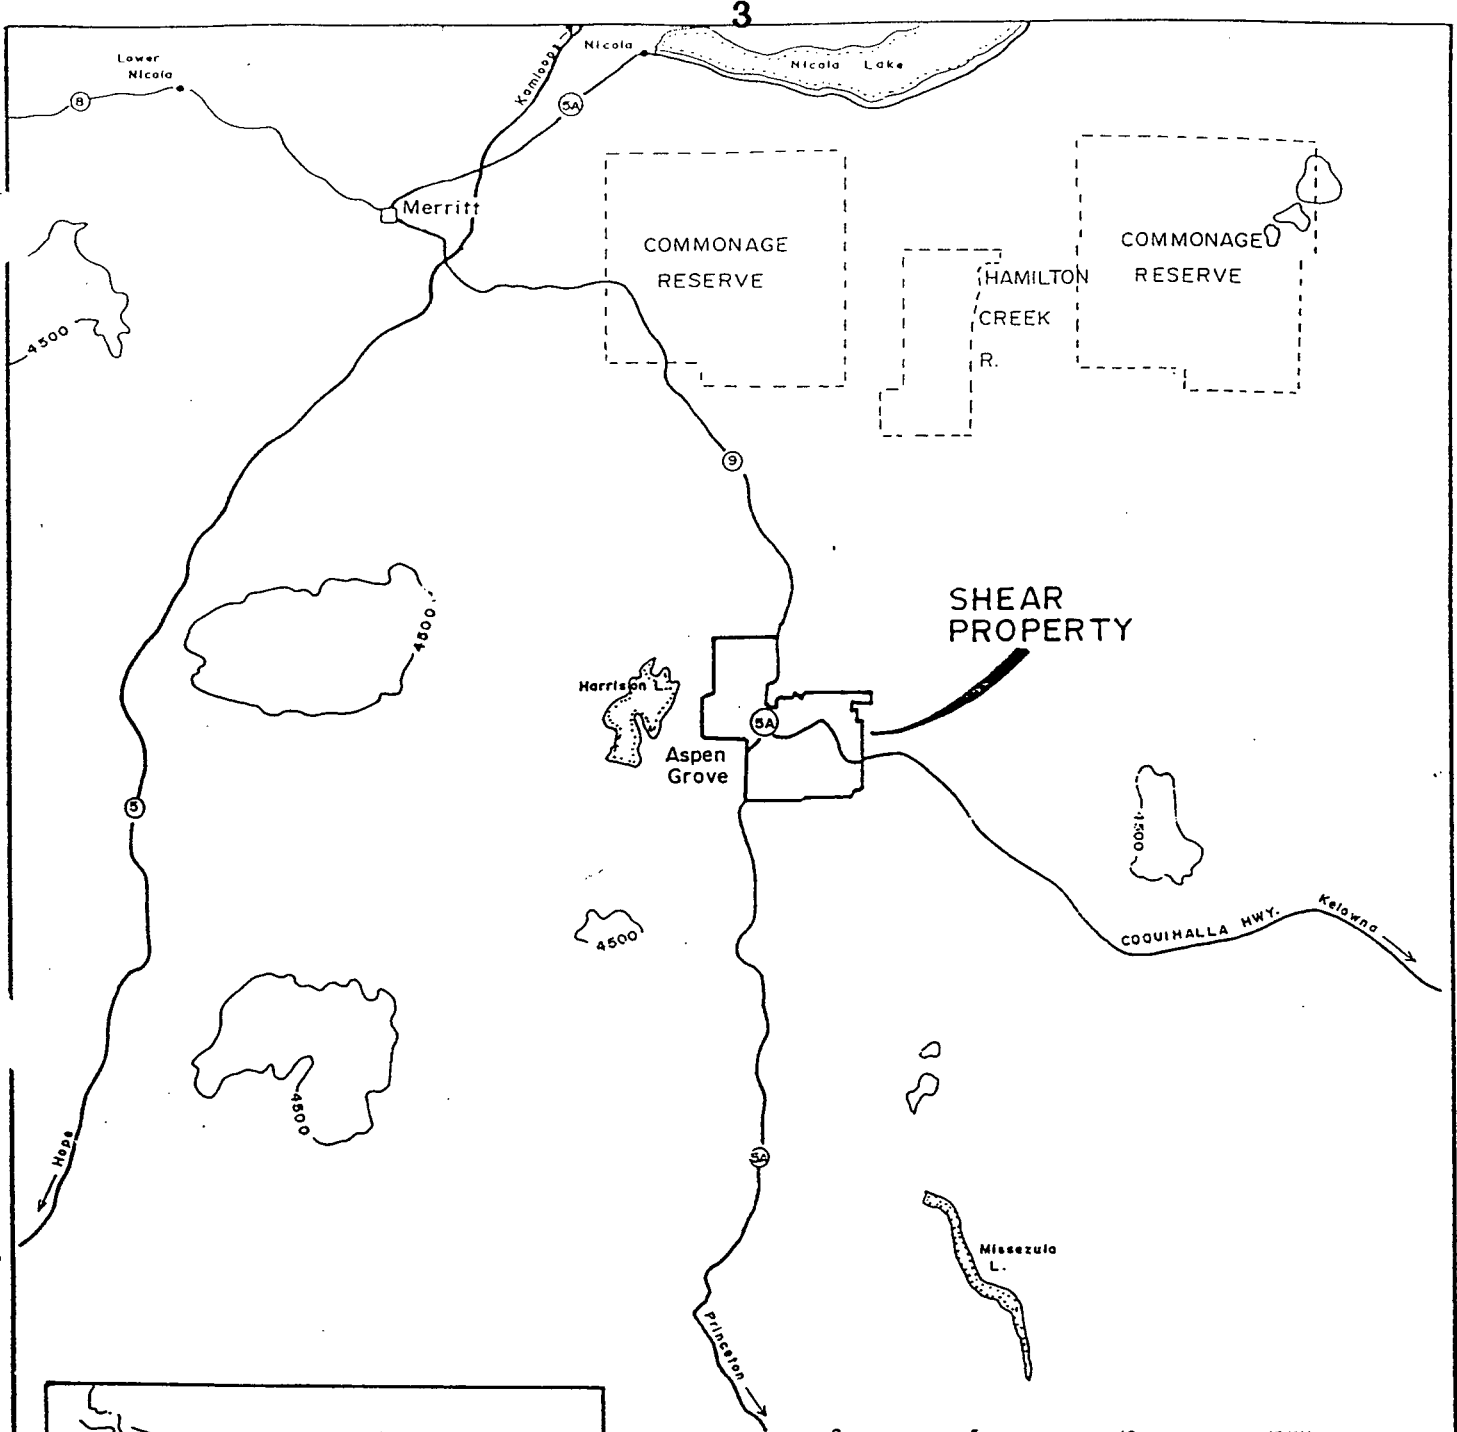 3
Lower
Nicola
8
Kamloops
Nicola
5A
Nicola Lake
Merritt
COMMONAGE
RESERVE
HAMILTON
CREEK
R.
COMMONAGE
RESERVE
4500
9
4500
SHEAR
PROPERTY
Harrison L.
5A
Aspen
Grove
5
4500
COQUIHALLA HWY.
Kelowna
4500
4500
Hope
5A
Missezula
L.
Princeton